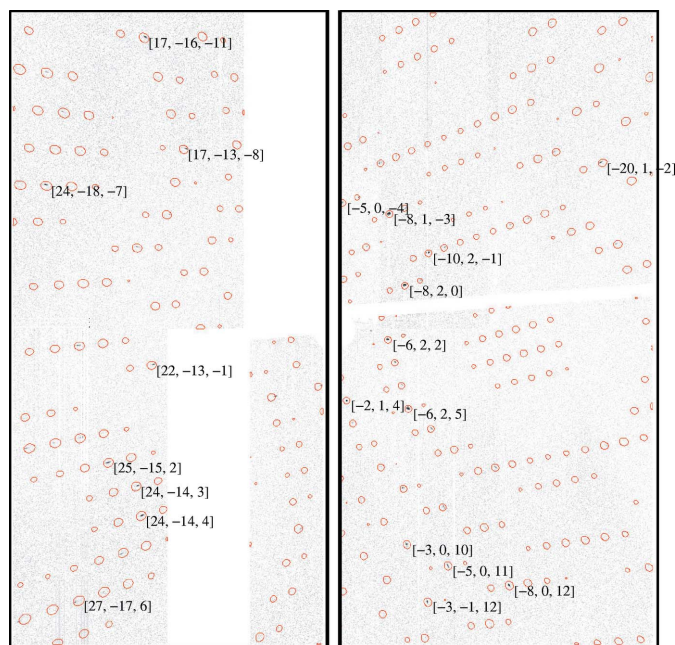 [17, −16, −11]
[17, −13, −8]
[24, −18, −7]
[22, −13, −1]
[25, −15, 2]
[24, −14, 3]
[24, −14, 4]
[27, −17, 6]
[−20, 1, −2]
[−5, 0, −4]
[−8, 1, −3]
[−10, 2, −1]
[−8, 2, 0]
[−6, 2, 2]
[−2, 1, 4]
[−6, 2, 5]
[−3, 0, 10]
[−5, 0, 11]
[−8, 0, 12]
[−3, −1, 12]